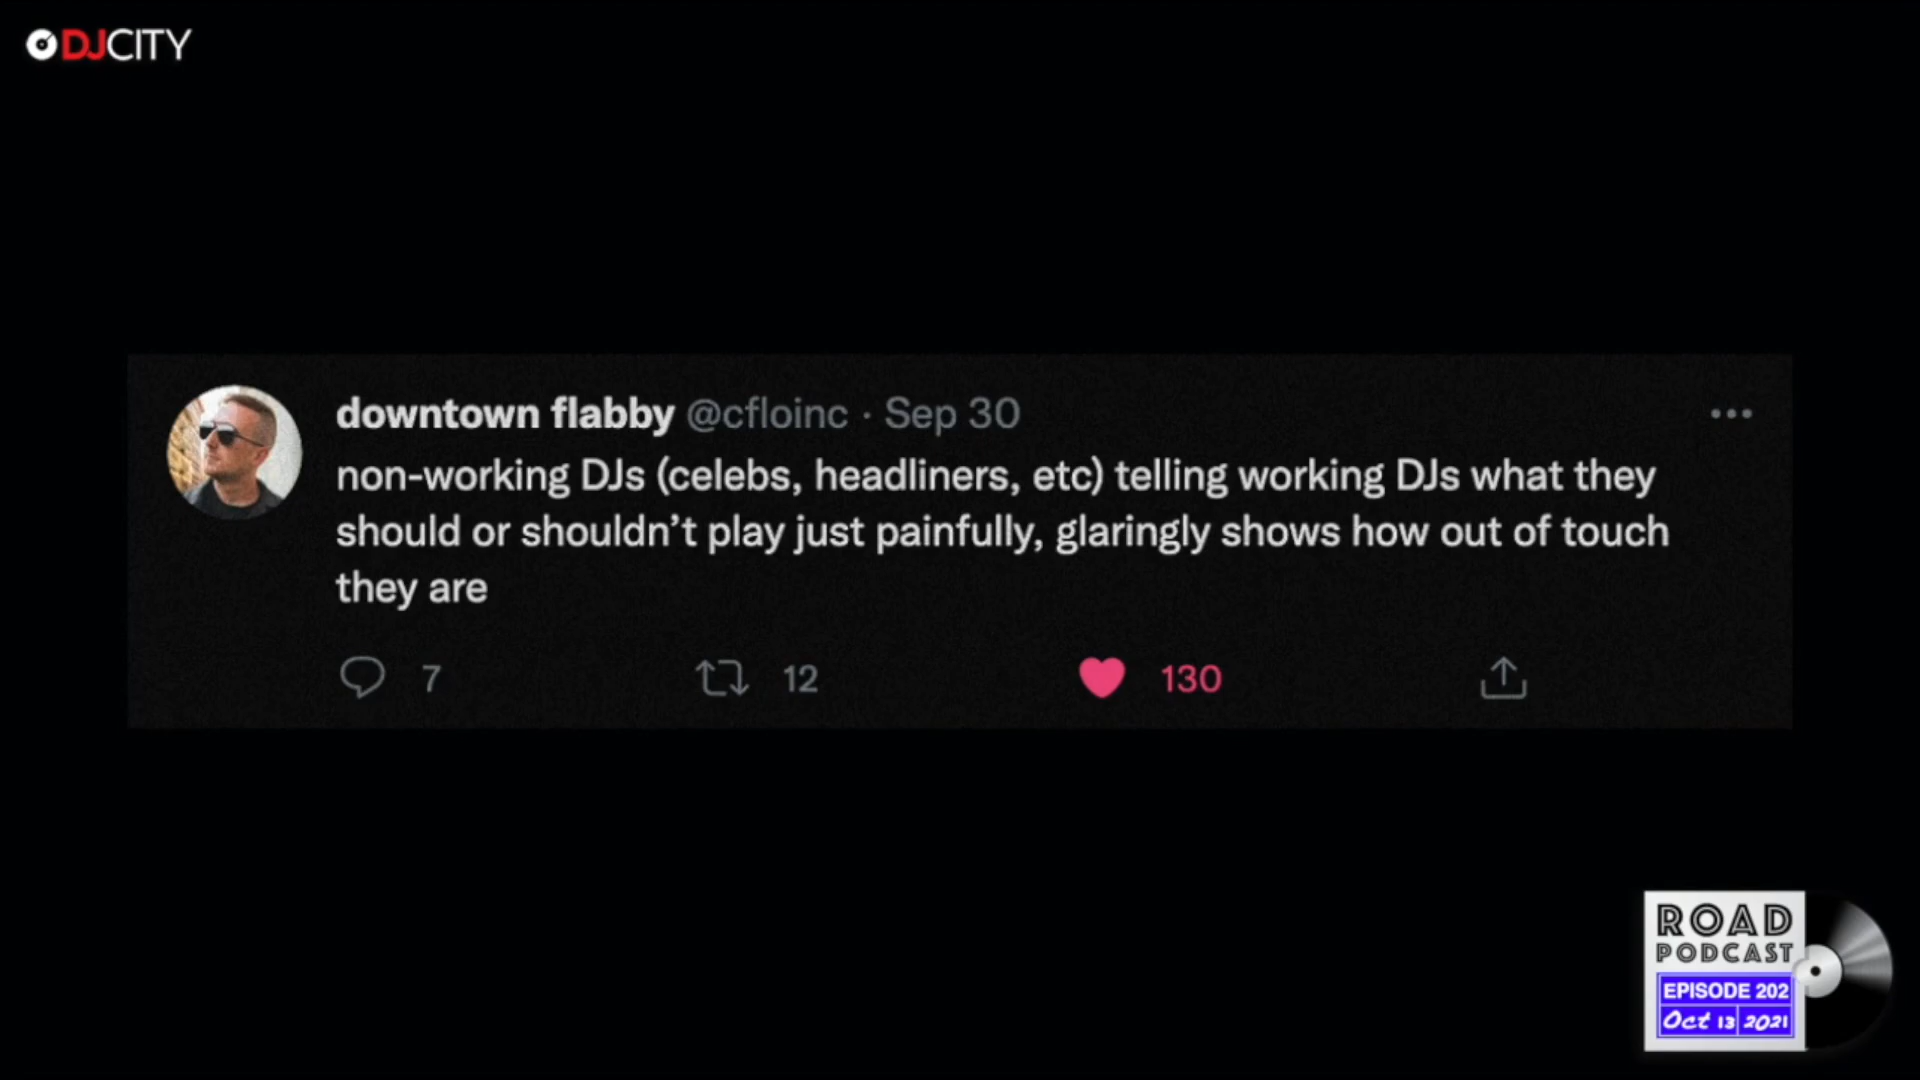 DJCITY
downtown flabby @cfloinc · Sep 30
non-working DJs (celebs, headliners, etc) telling working DJs what they
should or shouldn’t play just painfully, glaringly shows how out of touch
they are
7 12 130
ROAD
PODCAST
EPISODE 202
Oct 13 2021